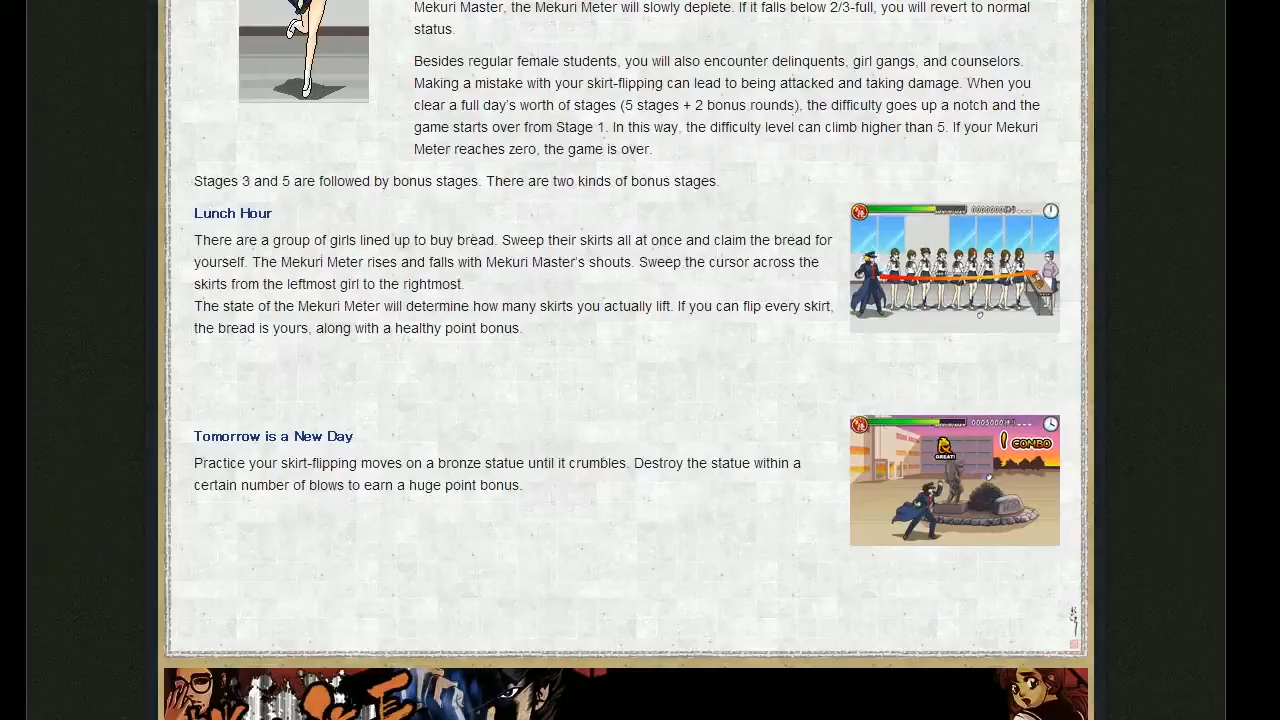 Mekuri Master, the Mekuri Meter will slowly deplete. If it falls below 2/3-full, you will revert to normal
status.
Besides regular female students, you will also encounter delinquents, girl gangs, and counselors.
Making a mistake with your skirt-flipping can lead to being attacked and taking damage. When you
clear a full day's worth of stages (5 stages + 2 bonus rounds), the difficulty goes up a notch and the
game starts over from Stage 1. In this way, the difficulty level can climb higher than 5. If your Mekuri
Meter reaches zero, the game is over.
Stages 3 and 5 are followed by bonus stages. There are two kinds of bonus stages.
Lunch Hour
There are a group of girls lined up to buy bread. Sweep their skirts all at once and claim the bread for
yourself. The Mekuri Meter risrs and falls with Mekuri Master's shouts. Sweep the cursor across the
skirts from the leftmost girl to the rightmost.
The state of the Mekuri Meter will determine how many skirts you actually lift. If you can flip every skirt,
the bread is yours, along with a healthy point bonus.
Tomorrow is a New Day
Practice your skirt-flipping moves on a bronze statue until it crumbles. Destroy the statue within a
certain number of blows to earn a huge point bonus.
1 COMBO
GREAT!